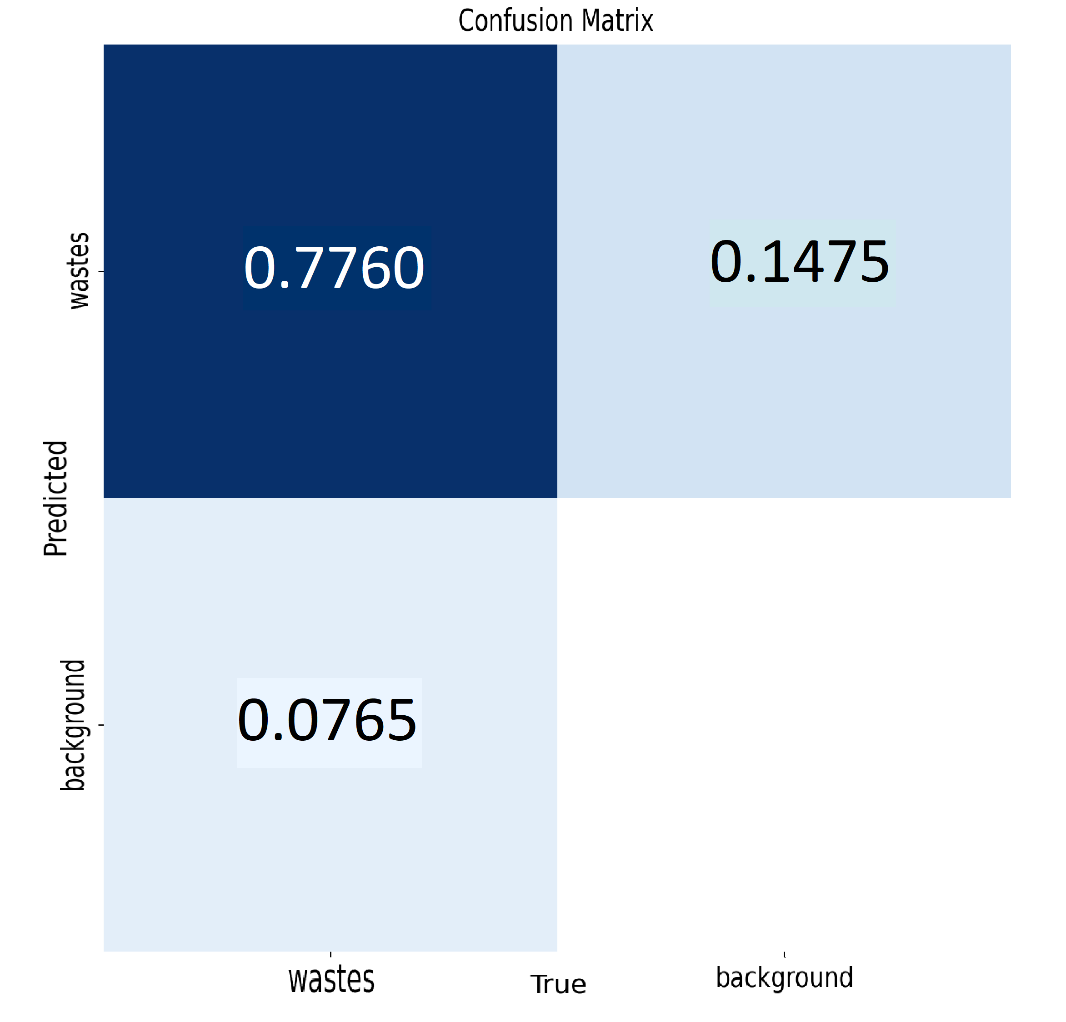 Confusion Matrix
wastes
0.7760
0.1475
Predicted
background
0.0765
wastes
True
background